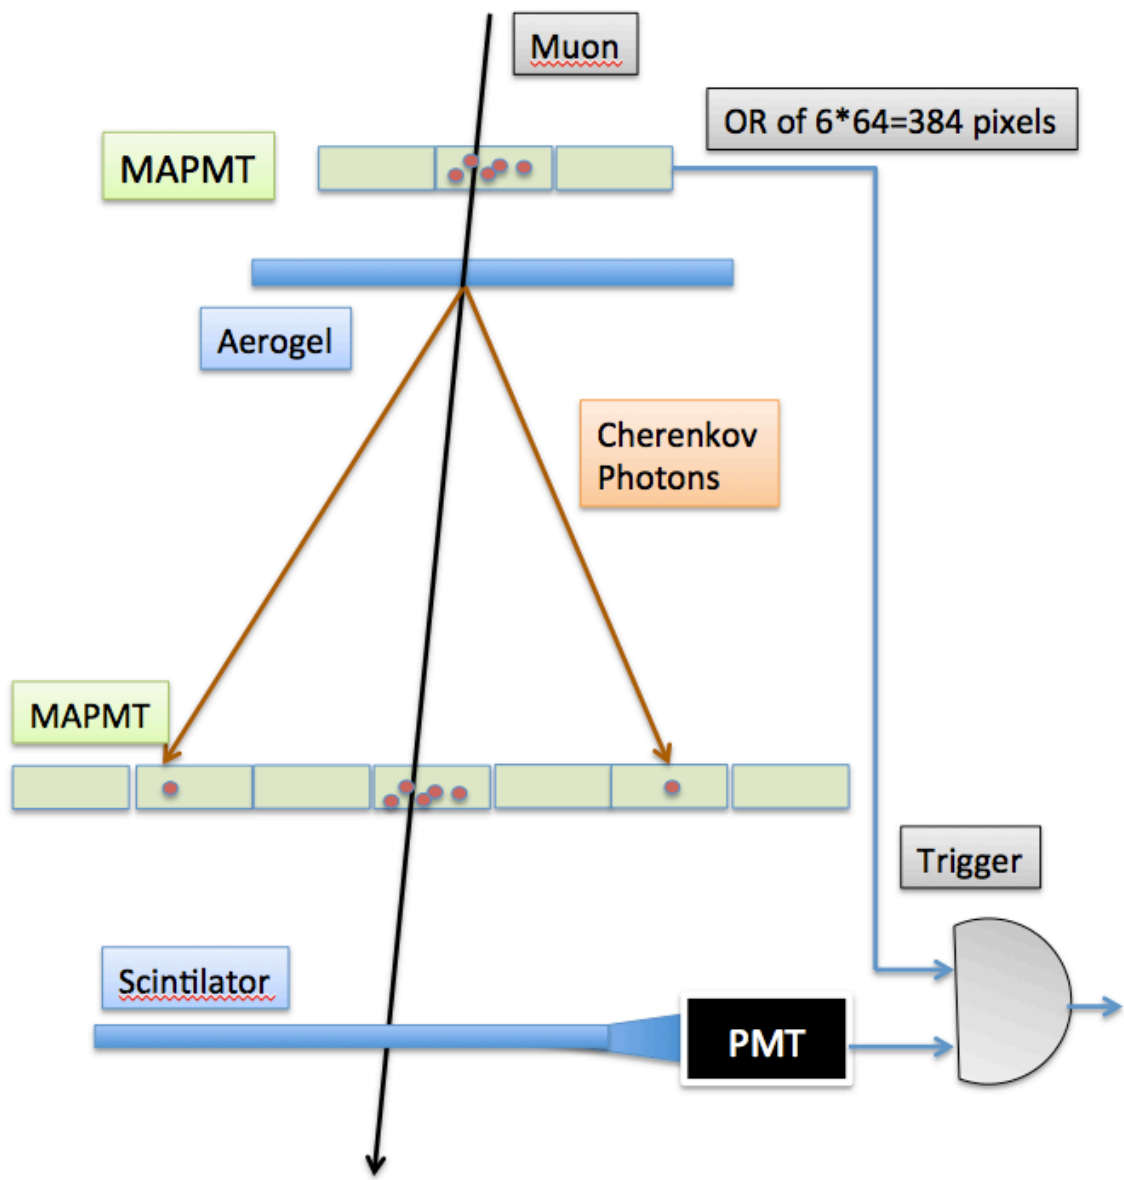 Muon
OR of 6*64=384 pixels
MAPMT
Aerogel
Cherenkov
Photons
MAPMT
Trigger
Scintilator
PMT